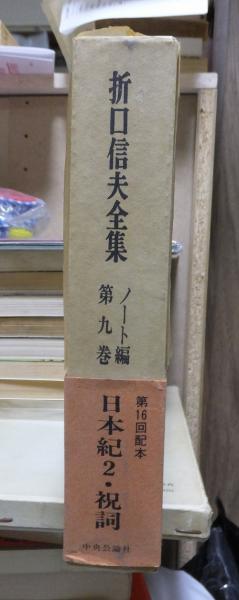 折口信夫全集
ノート編
第九巻
第16回配本
日本紀2・祝詞
中央公論社